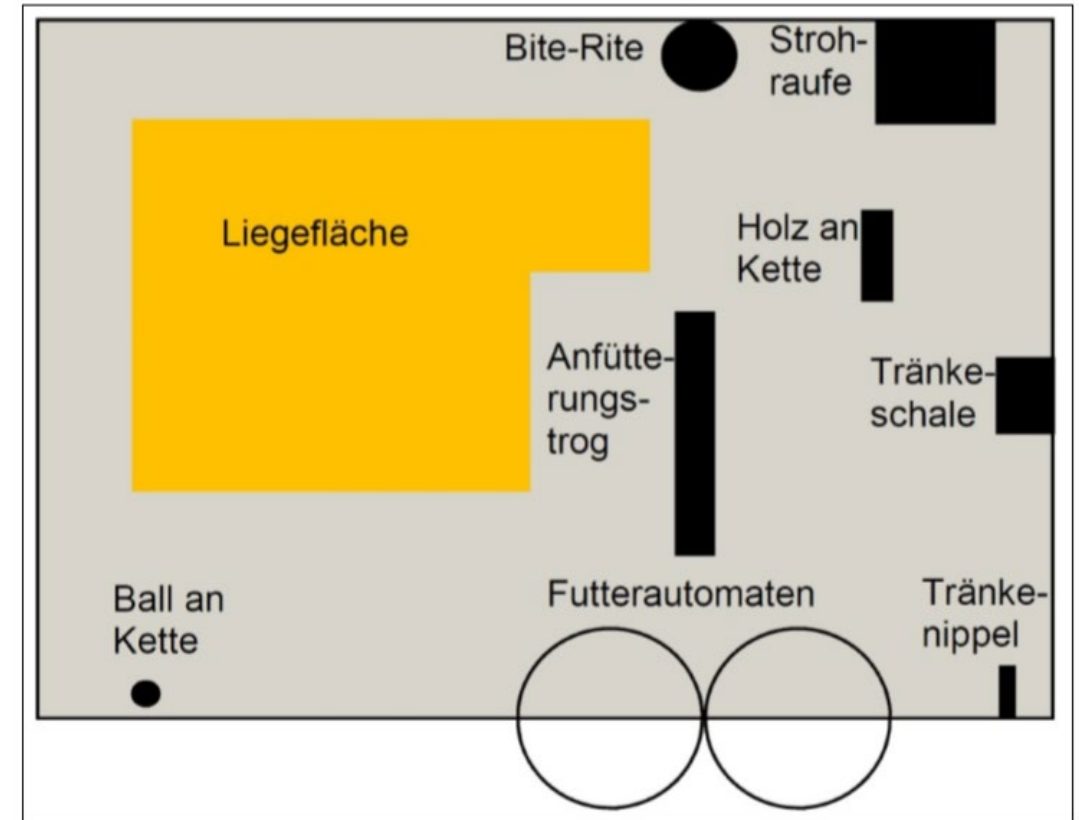 Bite-Rite
Stroh-
raufe
Liegefläche
Holz an
Kette
Anfütte-
rungs-
trog
Tränke-
schale
Ball an
Kette
Futterautomaten
Tränke-
nippel